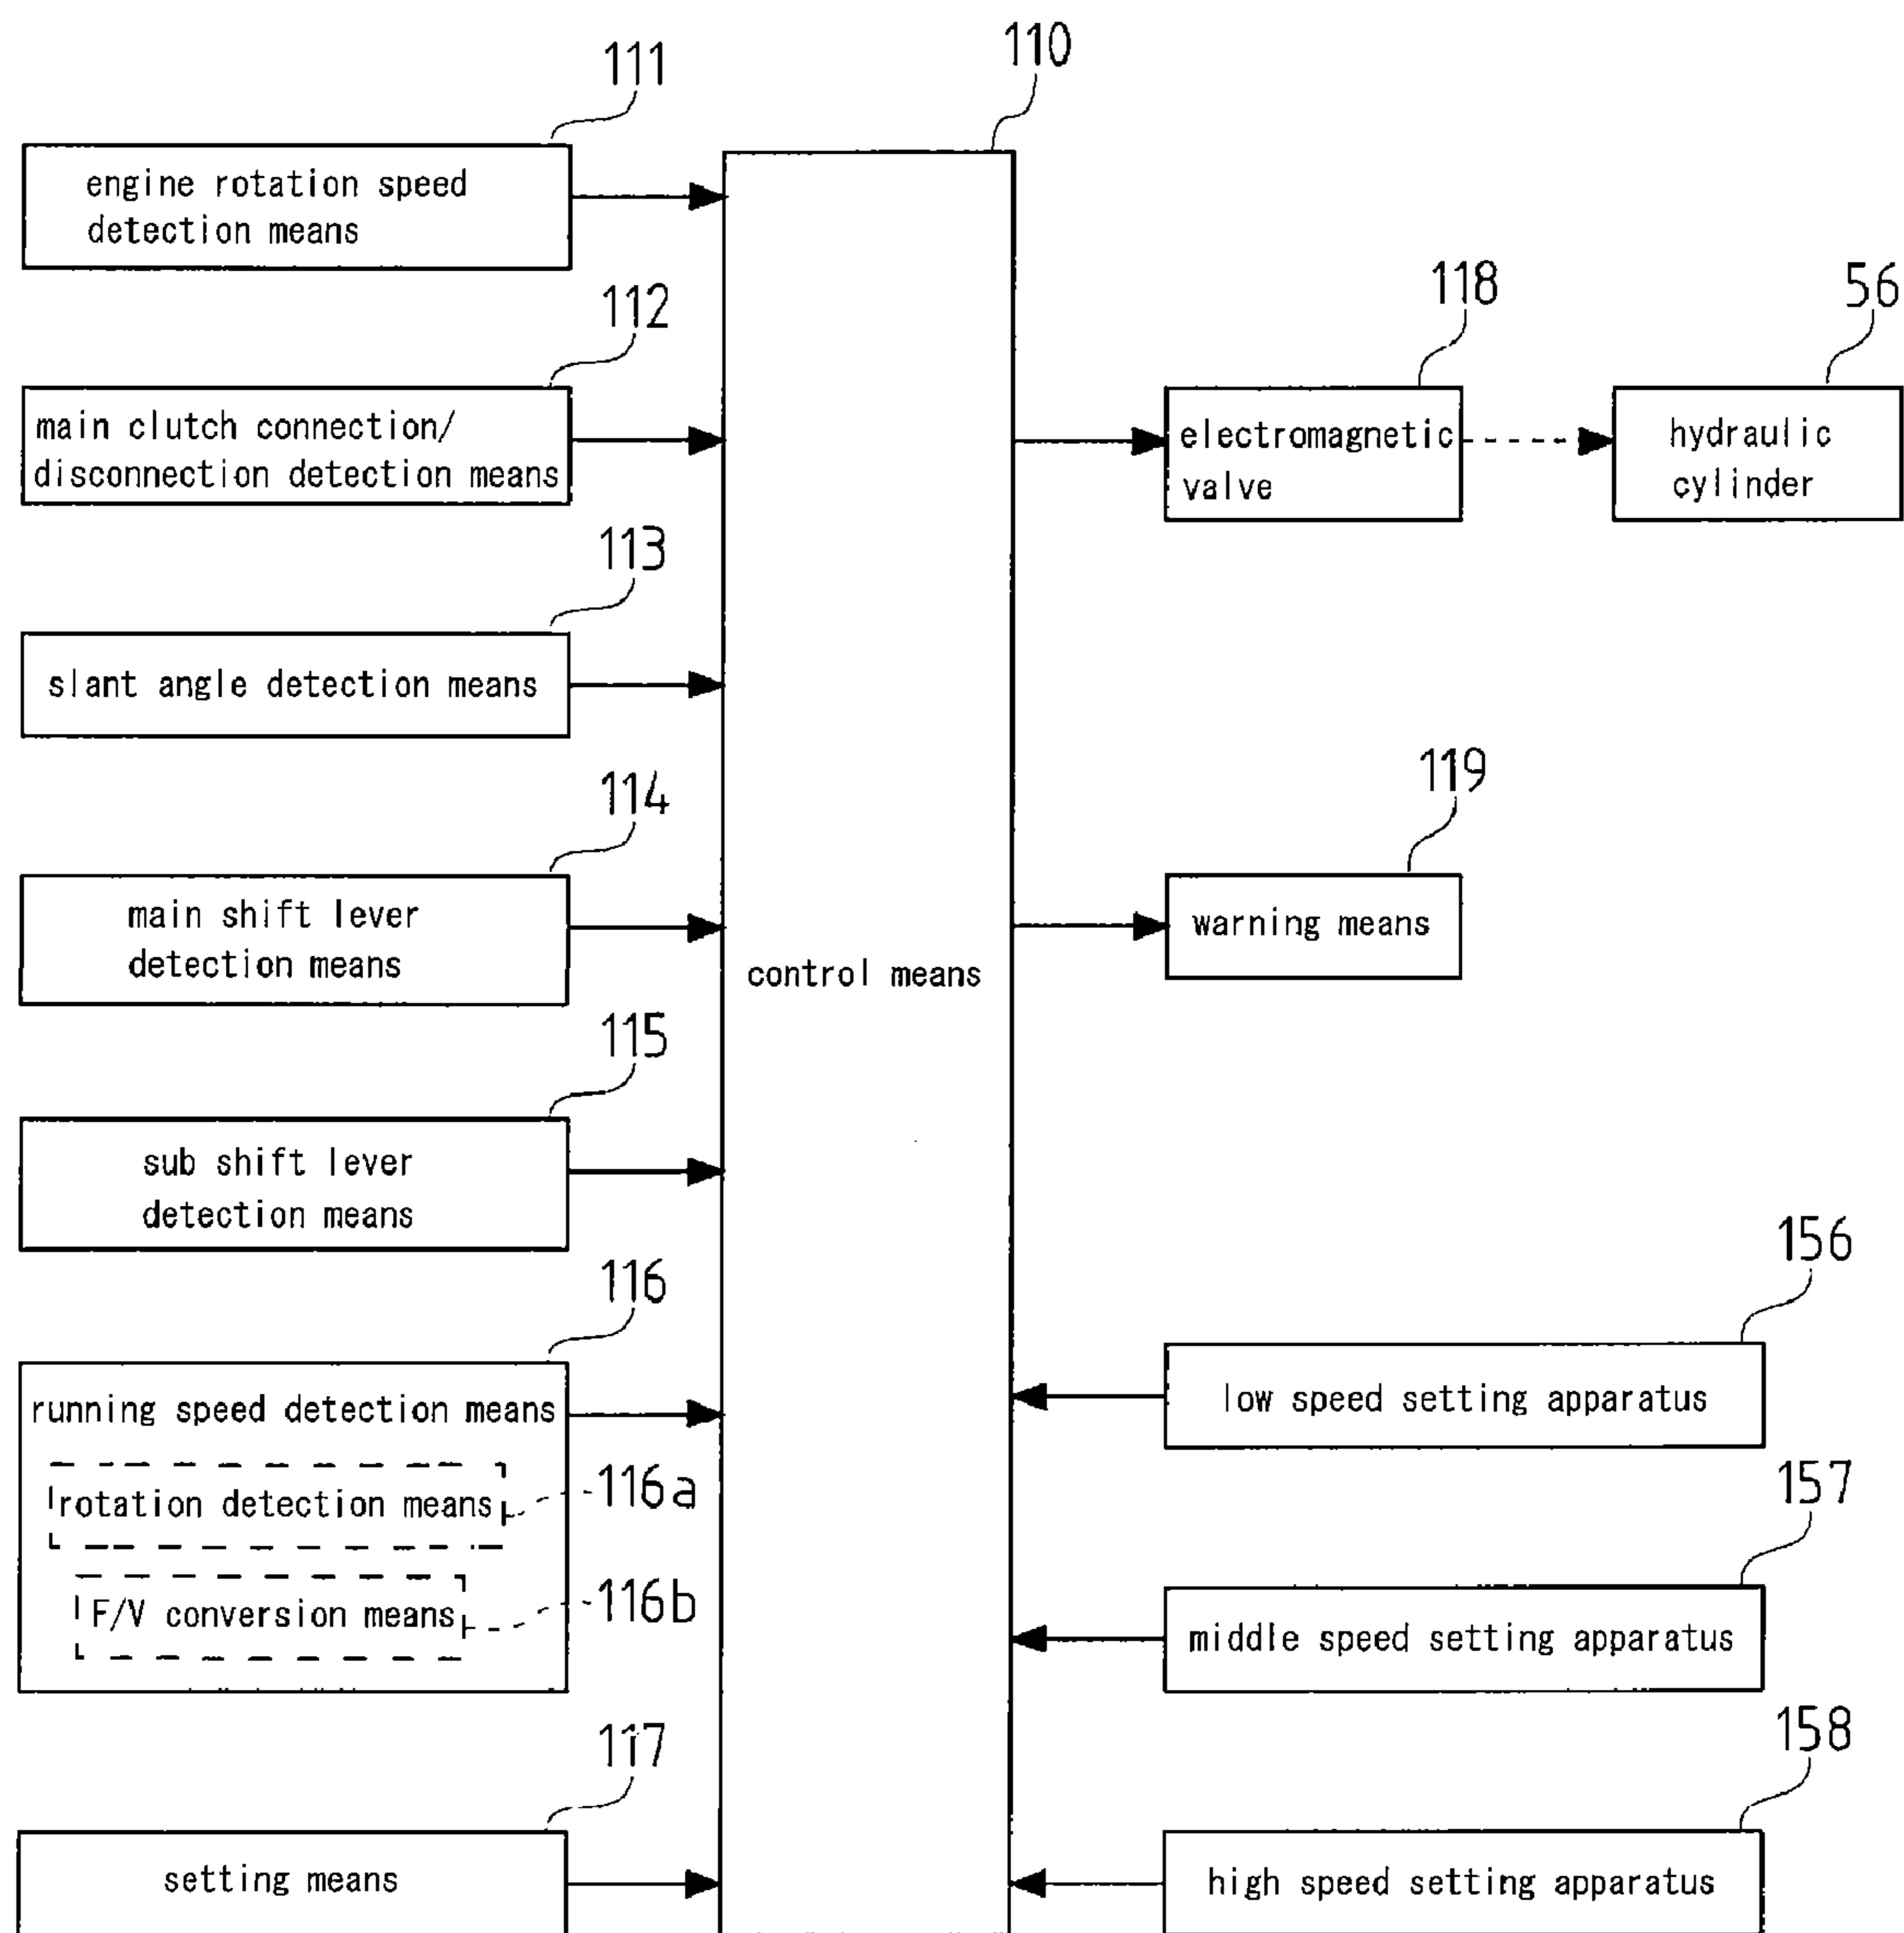 110
111
engine rotation speed
detection means
112
main clutch connection/
disconnection detection means
113
slant angle detection means
114
main shift lever
detection means
115
sub shift lever
detection means
116
running speed detection means
rotation detection means
116a
F/V conversion means
116b
117
setting means
control means
118
electromagnetic
valve
56
hydraulic
cylinder
119
warning means
156
low speed setting apparatus
157
middle speed setting apparatus
158
high speed setting apparatus